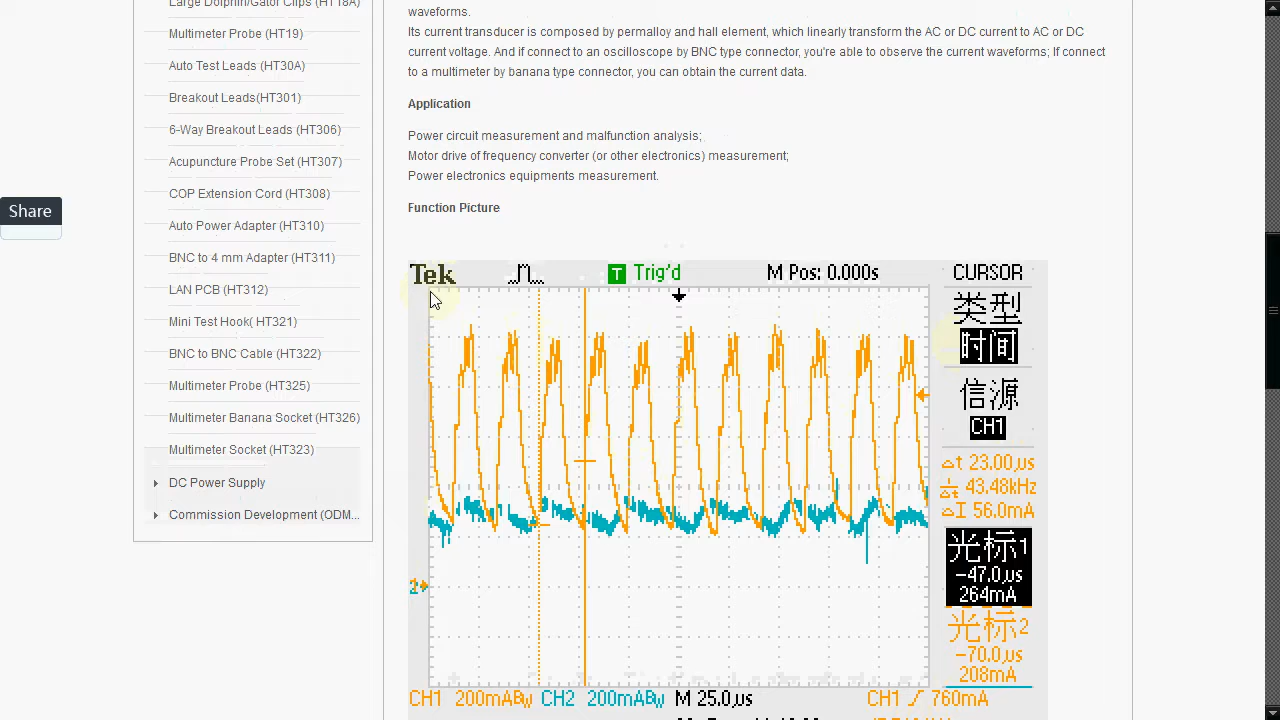 Large Dolphin/Gator Clips (HT18A)
Multimeter Probe (HT19)
Auto Test Leads (HT30A)
Breakout Leads(HT301)
6-Way Breakout Leads (HT306)
Acupuncture Probe Set (HT307)
COP Extension Cord (HT308)
Auto Power Adapter (HT310)
BNC to 4 mm Adapter(HT311)
LAN PCB (HT312)
Mini Test Hook(HT321)
BNC to BNC Cable (HT322)
Multimeter Probe (HT325)
Multimeter Banana Socket (HT326)
Multimeter Socket (HT323)
DC Power Supply
Commission Development (ODM...
Share
waveforms.
Its current transducer is composed by permalloy and hall element, which linearly transform the AC or DC current to AC or DC
current voltage. And if connect to an oscilloscope by BNC type connector, you're able to observe the current waveforms; If connect
to a multimeter by banana type connector, you can obtain the current data.
Application
Power circuit measurement and malfunction analysis;
Motor drive of frequency converter (or other electronics) measurement;
Power electronics equipments measurement.
Function Picture
Tek T Trig'd M Pos: 0.000s CURSOR
类型
时间
信源
CH1
Δt 23.00µs
1/Δt 43.48kHz
ΔI 56.0mA
光标1
-47.0µs
264mA
光标2
-70.0µs
208mA
CH1 200mABw CH2 200mABw M 25.0µs CH1 760mA